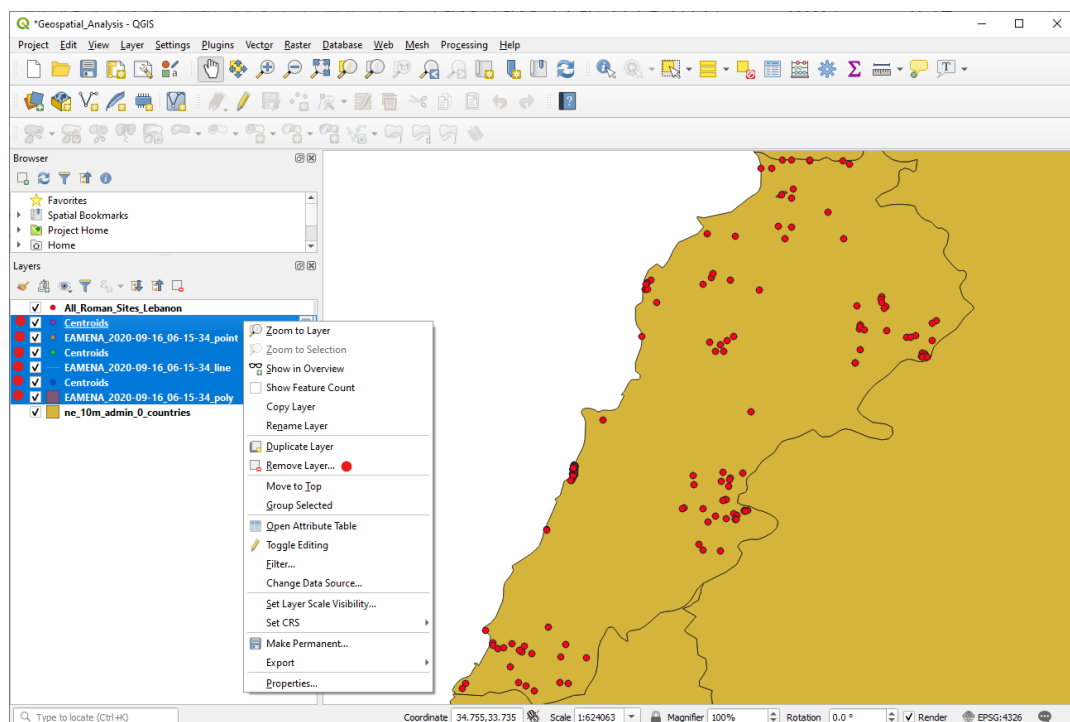 *Geospatial_Analysis - QGIS
Project Edit View Layer Settings Plugins Vector Raster Database Web Mesh Processing Help
Browser
Favorites
Spatial Bookmarks
Project Home
Home
Layers
All_Roman_Sites_Lebanon
Centroids
EAMENA_2020-09-16_06-15-34_point
Centroids
EAMENA_2020-09-16_06-15-34_line
Centroids
EAMENA_2020-09-16_06-15-34_poly
ne_10m_admin_0_countries
Zoom to Layer
Zoom to Selection
Show in Overview
Show Feature Count
Copy Layer
Rename Layer
Duplicate Layer
Remove Layer...
Move to Top
Group Selected
Open Attribute Table
Toggle Editing
Filter...
Change Data Source...
Set Layer Scale Visibility...
Set CRS
Make Permanent...
Export
Properties...
Type to locate (Ctrl+K) Coordinate 34.755,33.735 Scale 1:624063 Magnifier 100% Rotation 0.0 ° Render EPSG:4326